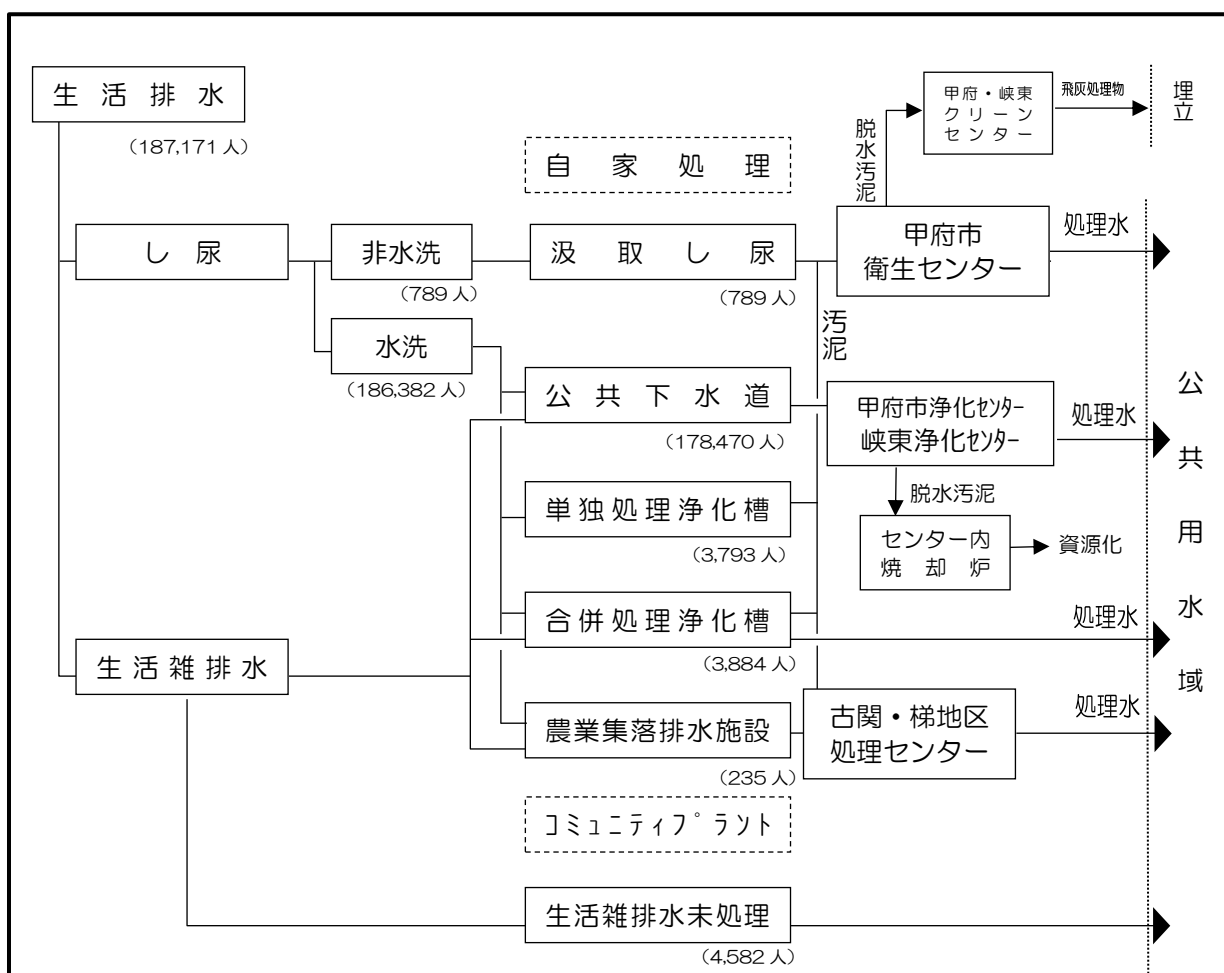 生活排水
(187,171人)
自家処理
脱水汚泥
甲府・峡東
クリーン
センター
飛灰処理物
埋立
し尿
非水洗
(789人)
汲取し尿
(789人)
甲府市
衛生センター
処理水
水洗
(186,382人)
汚泥
公共下水道
(178,470人)
甲府市浄化ｾﾝﾀｰ
峡東浄化ｾﾝﾀｰ
処理水
公共用水域
脱水汚泥
単独処理浄化槽
(3,793人)
センター内
焼却炉
資源化
合併処理浄化槽
(3,884人)
処理水
生活雑排水
農業集落排水施設
(235人)
古関・梯地区
処理センター
処理水
ｺﾐｭﾆﾃｨﾌﾟﾗﾝﾄ
生活雑排水未処理
(4,582人)